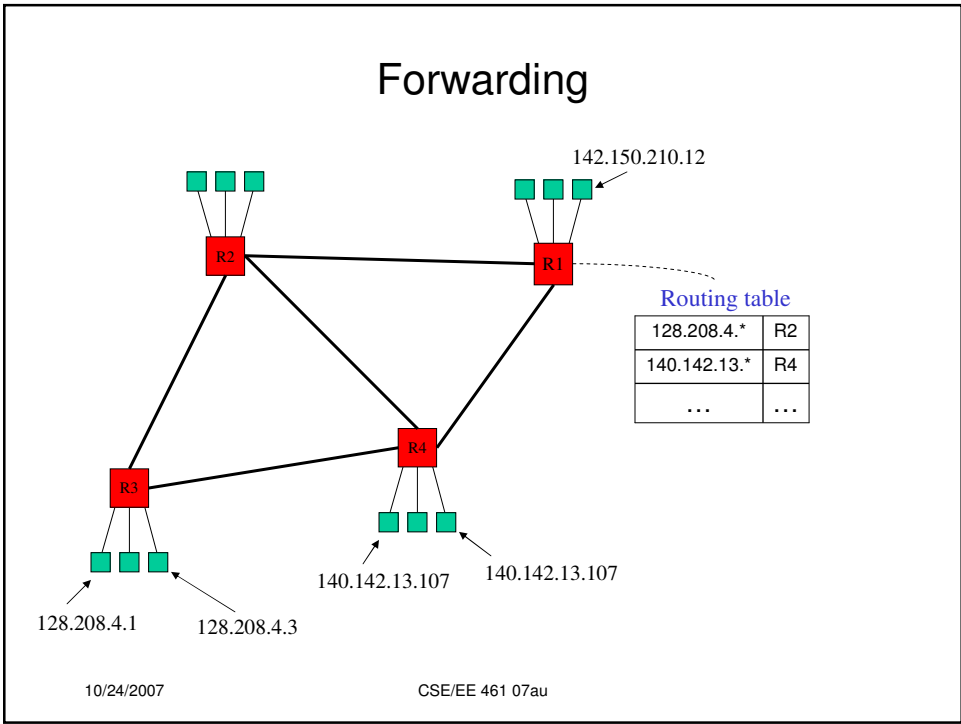 Forwarding
142.150.210.12
R2
R1
Routing table
128.208.4.* R2
140.142.13.* R4
... ...
R4
R3
140.142.13.107
140.142.13.107
128.208.4.1
128.208.4.3
10/24/2007
CSE/EE 461 07au